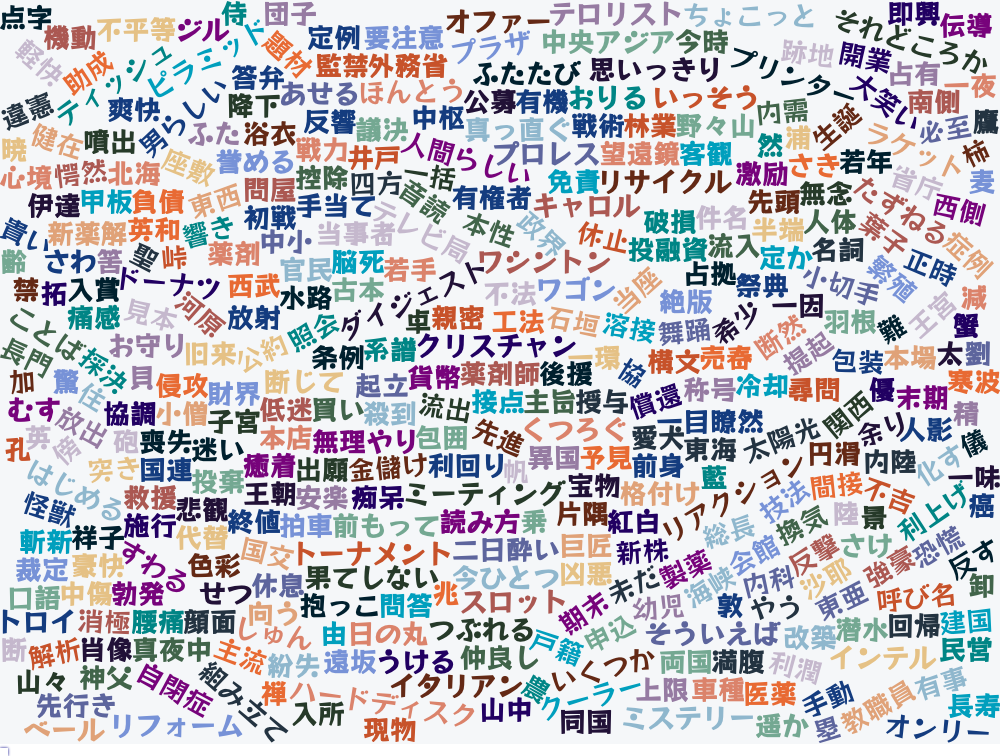 点字 機動 不平等 ジル 侍 団子 オファー テロリスト ちょこっと 即興 伝導
軽快 助成 ティッシュ ピラニッド 題材 定例 要注意 プラザ 中央アジア 今時 プリンター 跡地 開業 それどころか
監禁 外務省 ふたたび 思いっきり 占有 一夜
違憲 爽快 男らしい 答弁 降下 あせる ほんとう 公募 有機 おりる いっそう 内需 大笑い 南側 鷹
暁 健在 噴出 ふた 浴衣 反響 議決 中枢 真っ直ぐ 戦術 林業 野々山 然 浦 生誕 ラケット 必至 柿
心境 愕然 北海 座敷 誉める 戦力 井戸 人間らしい プロレス 望遠鏡 客観 激励 さき 若年 省庁 麦
伊達 甲板 負債 東西 問屋 控除 四方 一括 音読 有権者 免責 リサイクル 先頭 無念 たずねる 西側
貴い 新薬 解 英和 響き 初戦 手当て テレビ局 本性 政界 キャロル 破損 件名 半端 人体 葉子 症例
齢 さわ 答 聖 峠 薬剤 中小 当事者 ワシントン 休止 投融資 流入 定か 名詞 繁殖 正時
禁 拓 入賞 ドーナツ 西武 官民 脳死 若手 ダイジェスト 不法 ワゴン 当座 占拠 祭典 小切手 減
痛感 見本 河原 放射 水路 古本 照会 卓 親密 工法 石垣 溶接 絶版 舞踊 希少 一因 羽根 難 王宮 蟹
ことば 長門 採決 お守り 旧来 公約 条例 系譜 クリスチャン 一環 協 構文 売春 断然 提起 包装 本場 太 劉
加 驚 住 貝 侵攻 財界 断じて 起立 貨幣 薬剤師 後援 償還 称号 冷却 尋問 優 末期 寒波
むす 放出 協調 小僧 子宮 低迷 買い 殺到 流出 接点 主旨 授与 一目瞭然 太陽光 関西 余り 人影 精
孔 英 傍 砲 喪失 迷い 本店 無理やり 包囲 先進 くつろぐ 愛犬 東海 円滑 内陸 化す 儀
はじめる 突き 国連 投棄 癒着 出願 金儲け 利回り 帆 異国 予見 前身 藍 リアクション 間接 不吉 一味
怪獣 救援 悲観 王朝 安楽 痴呆 ミーティング 宝物 格付け 技法 利上げ 癌
斬新 祥子 施行 代替 終値 拍車 前もって 読み方 乗 片隅 紅白 総長 換気 陸 景
裁定 豪快 すわる 色彩 国交 トーナメント 二日酔い 巨匠 新株 製薬 会館 反撃 さけ 強豪 恐慌 反す
口語 中傷 勃発 せつ 休息 果てしない 今ひとつ 凶悪 未だ 海峡 内科 沙耶 呼び名 卸
トロイ 消極 腰痛 顔面 向う 抱っこ 問答 兆 スロット 期末 幼児 敦 やう 東亜
断 解析 肖像 真夜中 じゅん 由 日の丸 つぶれる 戸籍 申込 そういえば 改築 潜水 回帰 建国
山々 神父 主流 紛失 遠坂 うける 仲良し いくつか 両国 満腹 利潤 インテル 民営
先行き 自閉症 組み立て 禅 ハードディスク イタリアン 農 クーラー 上限 車種 医薬 手動 教職員 有事
ベール リフォーム 入所 現物 山中 同国 ミステリー 遥か 塁 オンリー 長寿